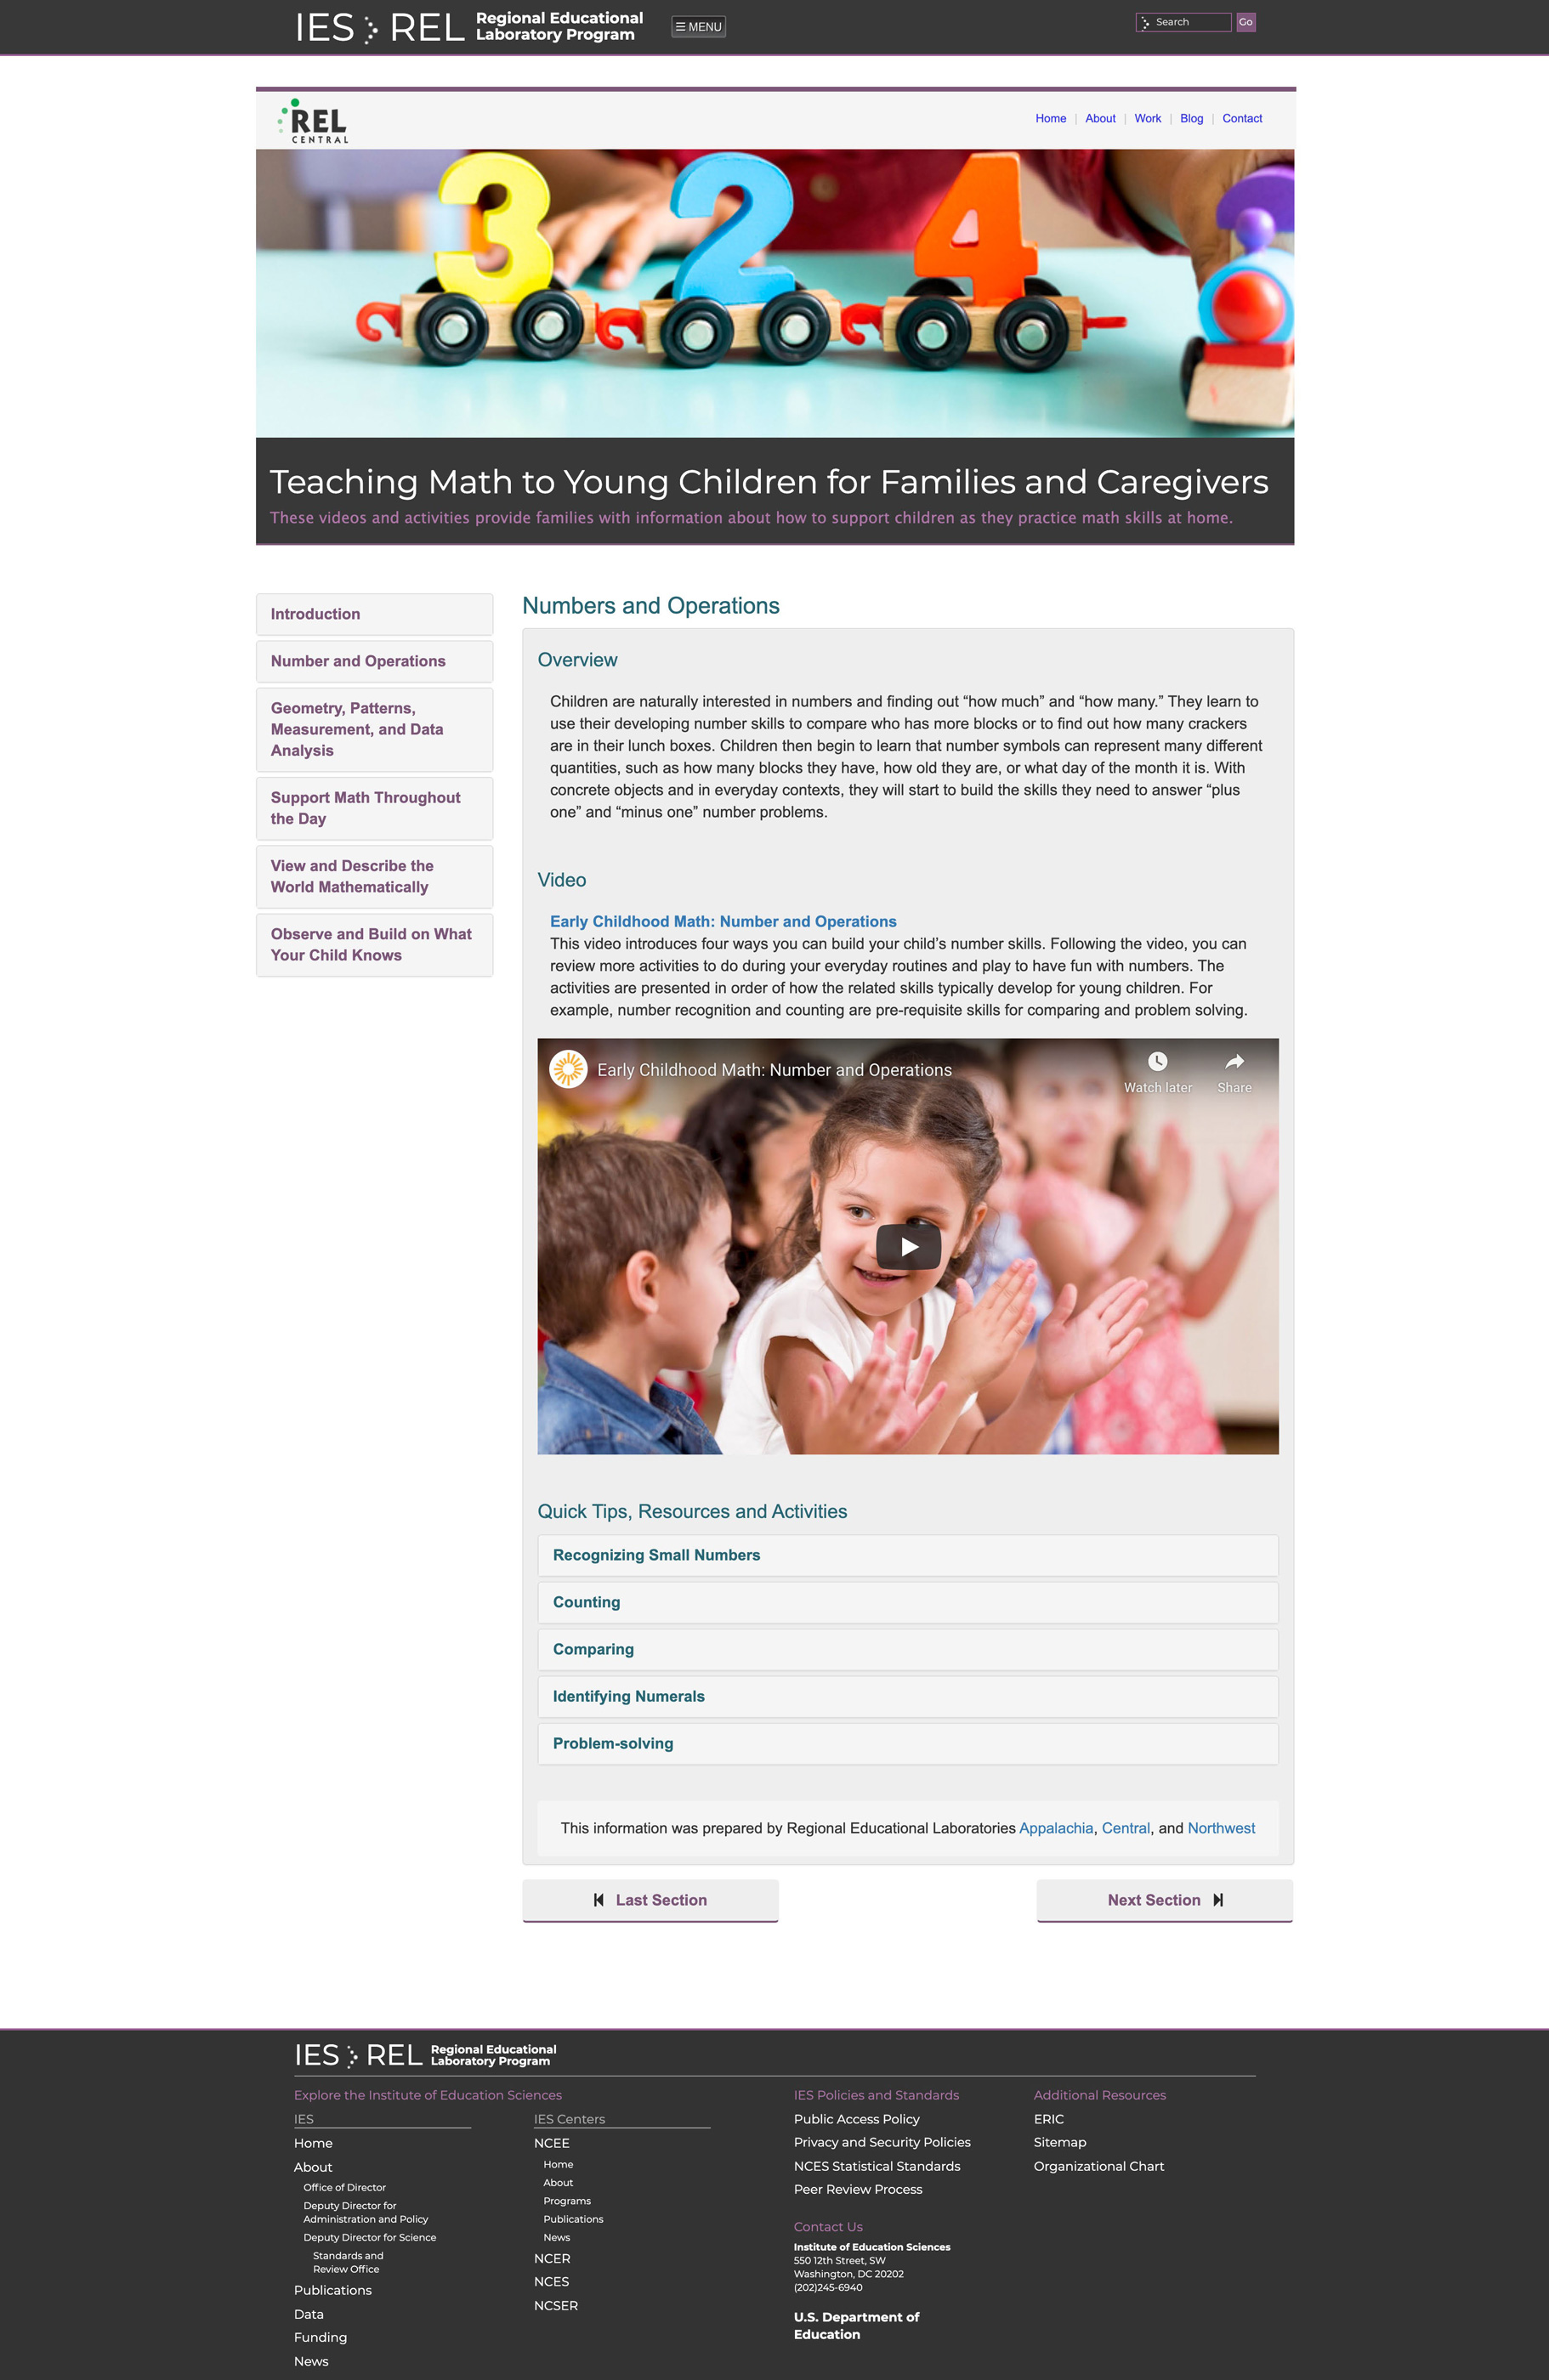 IES REL Regional Educational
Laboratory Program
☰ MENU
Search
Go
REL
CENTRAL
Home | About | Work | Blog | Contact
3 2 4
Teaching Math to Young Children for Families and Caregivers
These videos and activities provide families with information about how to support children as they practice math skills at home.
Introduction
Number and Operations
Geometry, Patterns,
Measurement, and Data
Analysis
Support Math Throughout
the Day
View and Describe the
World Mathematically
Observe and Build on What
Your Child Knows
Numbers and Operations
Overview
Children are naturally interested in numbers and finding out “how much” and “how many.” They learn to
use their developing number skills to compare who has more blocks or to find out how many crackers
are in their lunch boxes. Children then begin to learn that number symbols can represent many different
quantities, such as how many blocks they have, how old they are, or what day of the month it is. With
concrete objects and in everyday contexts, they will start to build the skills they need to answer “plus
one” and “minus one” number problems.
Video
Early Childhood Math: Number and Operations
This video introduces four ways you can build your child’s number skills. Following the video, you can
review more activities to do during your everyday routines and play to have fun with numbers. The
activities are presented in order of how the related skills typically develop for young children. For
example, number recognition and counting are pre-requisite skills for comparing and problem solving.
Early Childhood Math: Number and Operations
Watch later
Share
Quick Tips, Resources and Activities
Recognizing Small Numbers
Counting
Comparing
Identifying Numerals
Problem-solving
This information was prepared by Regional Educational Laboratories Appalachia, Central, and Northwest
Last Section
Next Section
IES REL Regional Educational
Laboratory Program
Explore the Institute of Education Sciences
IES
Home
About
Office of Director
Deputy Director for
Administration and Policy
Deputy Director for Science
Standards and
Review Office
Publications
Data
Funding
News
IES Centers
NCEE
Home
About
Programs
Publications
News
NCER
NCES
NCSER
IES Policies and Standards
Public Access Policy
Privacy and Security Policies
NCES Statistical Standards
Peer Review Process
Contact Us
Institute of Education Sciences
550 12th Street, SW
Washington, DC 20202
(202)245-6940
U.S. Department of
Education
Additional Resources
ERIC
Sitemap
Organizational Chart